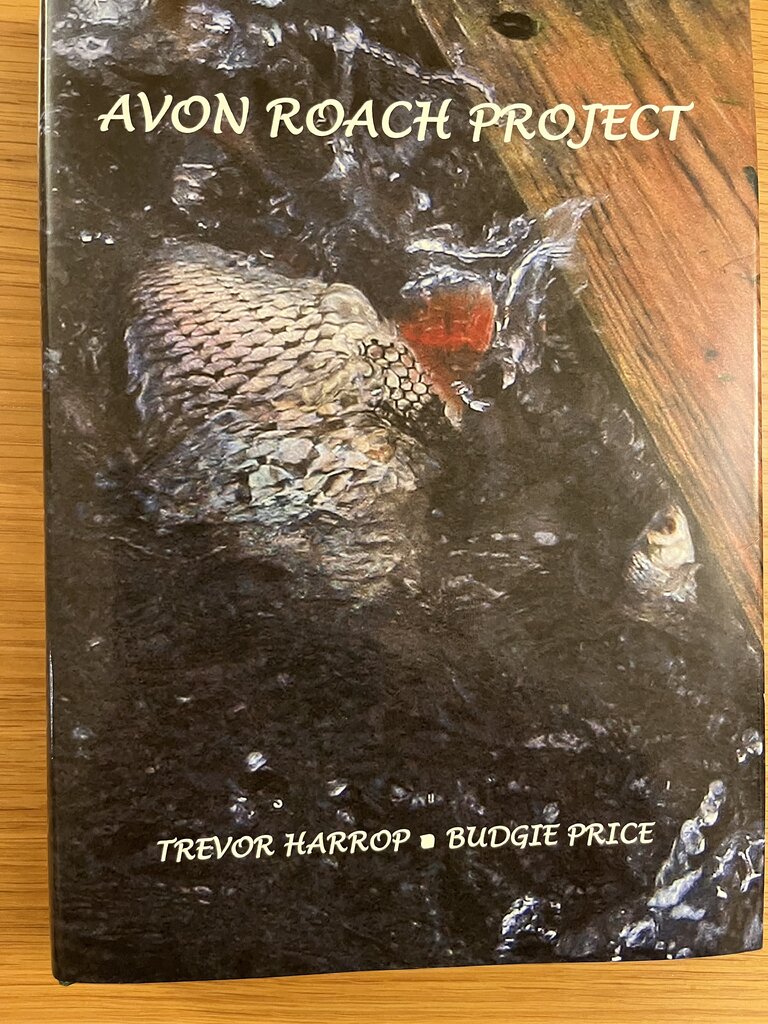 AVON ROACH PROJECT
TREVOR HARROP ▪ BUDGIE PRICE